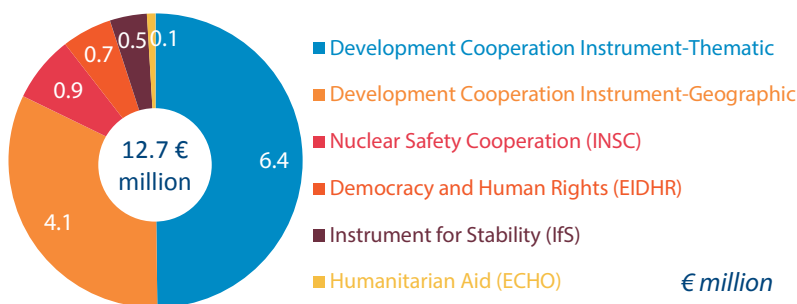 0.7
0.5
0.1
0.9
12.7 €
million
6.4
4.1
Development Cooperation Instrument-Thematic
Development Cooperation Instrument-Geographic
Nuclear Safety Cooperation (INSC)
Democracy and Human Rights (EIDHR)
Instrument for Stability (IfS)
Humanitarian Aid (ECHO)
€ million